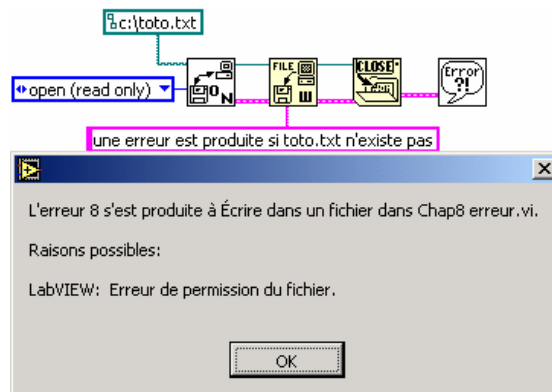 c:\toto.txt
open (read only)
O
N
FILE
W
CLOSE
Error
?!
une erreur est produite si toto.txt n'existe pas
L'erreur 8 s'est produite à Écrire dans un fichier dans Chap8 erreur.vi.
Raisons possibles:
LabVIEW: Erreur de permission du fichier.
OK